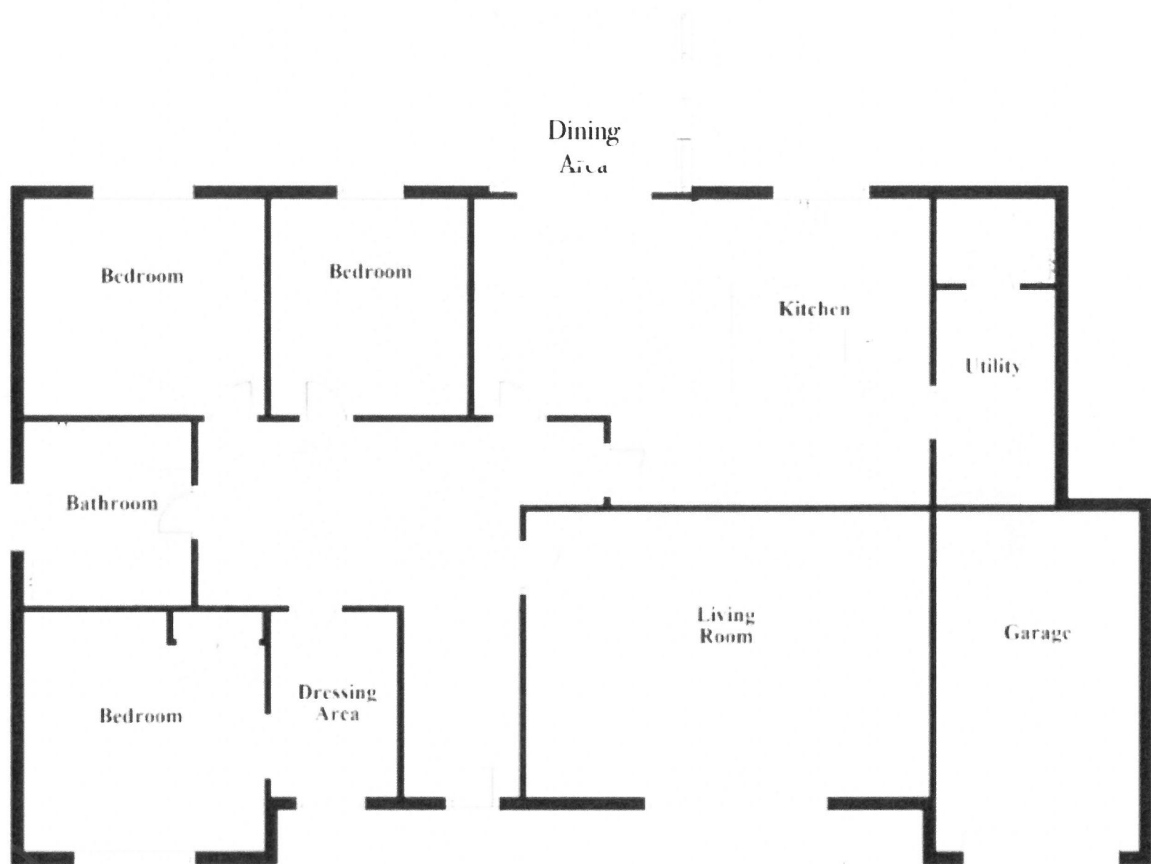 Dining
Area
Bedroom
Bedroom
Kitchen
Utility
Bathroom
Living
Room
Garage
Dressing
Area
Bedroom